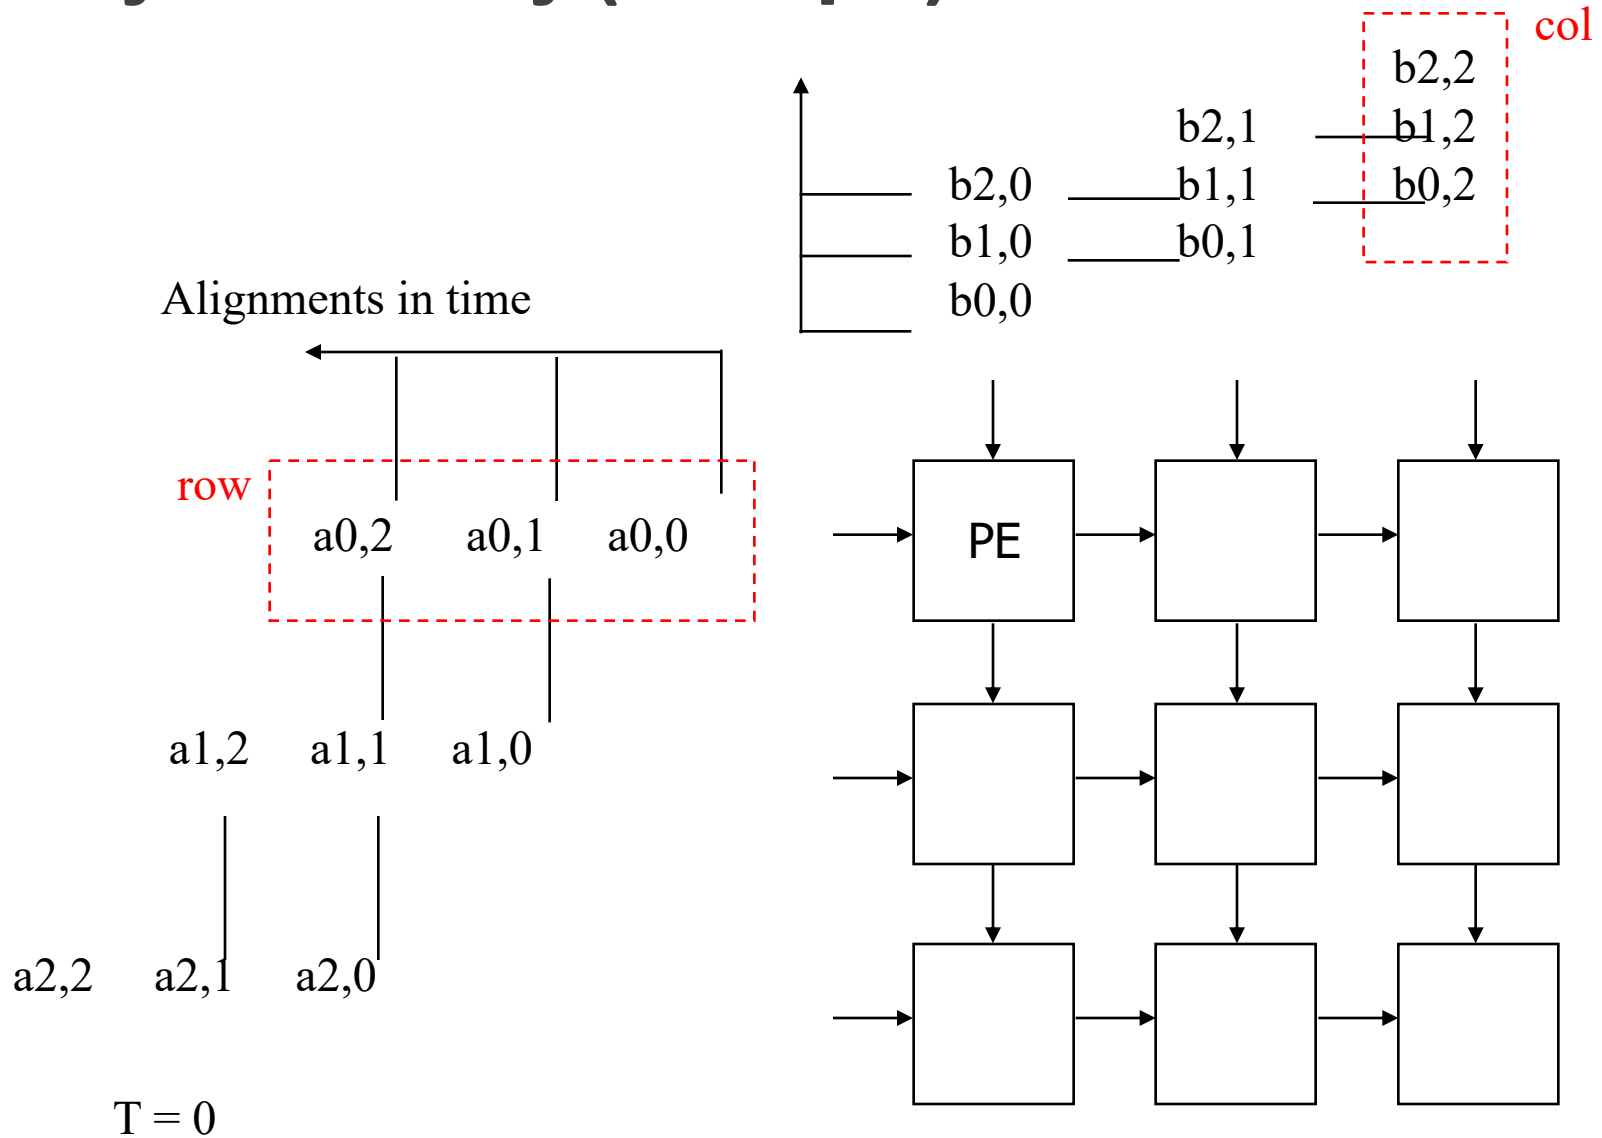 col
b2,2
b2,1 b1,2
b2,0 b1,1 b0,2
b1,0 b0,1
b0,0
Alignments in time
row
a0,2 a0,1 a0,0
PE
a1,2 a1,1 a1,0
a2,2 a2,1 a2,0
T = 0